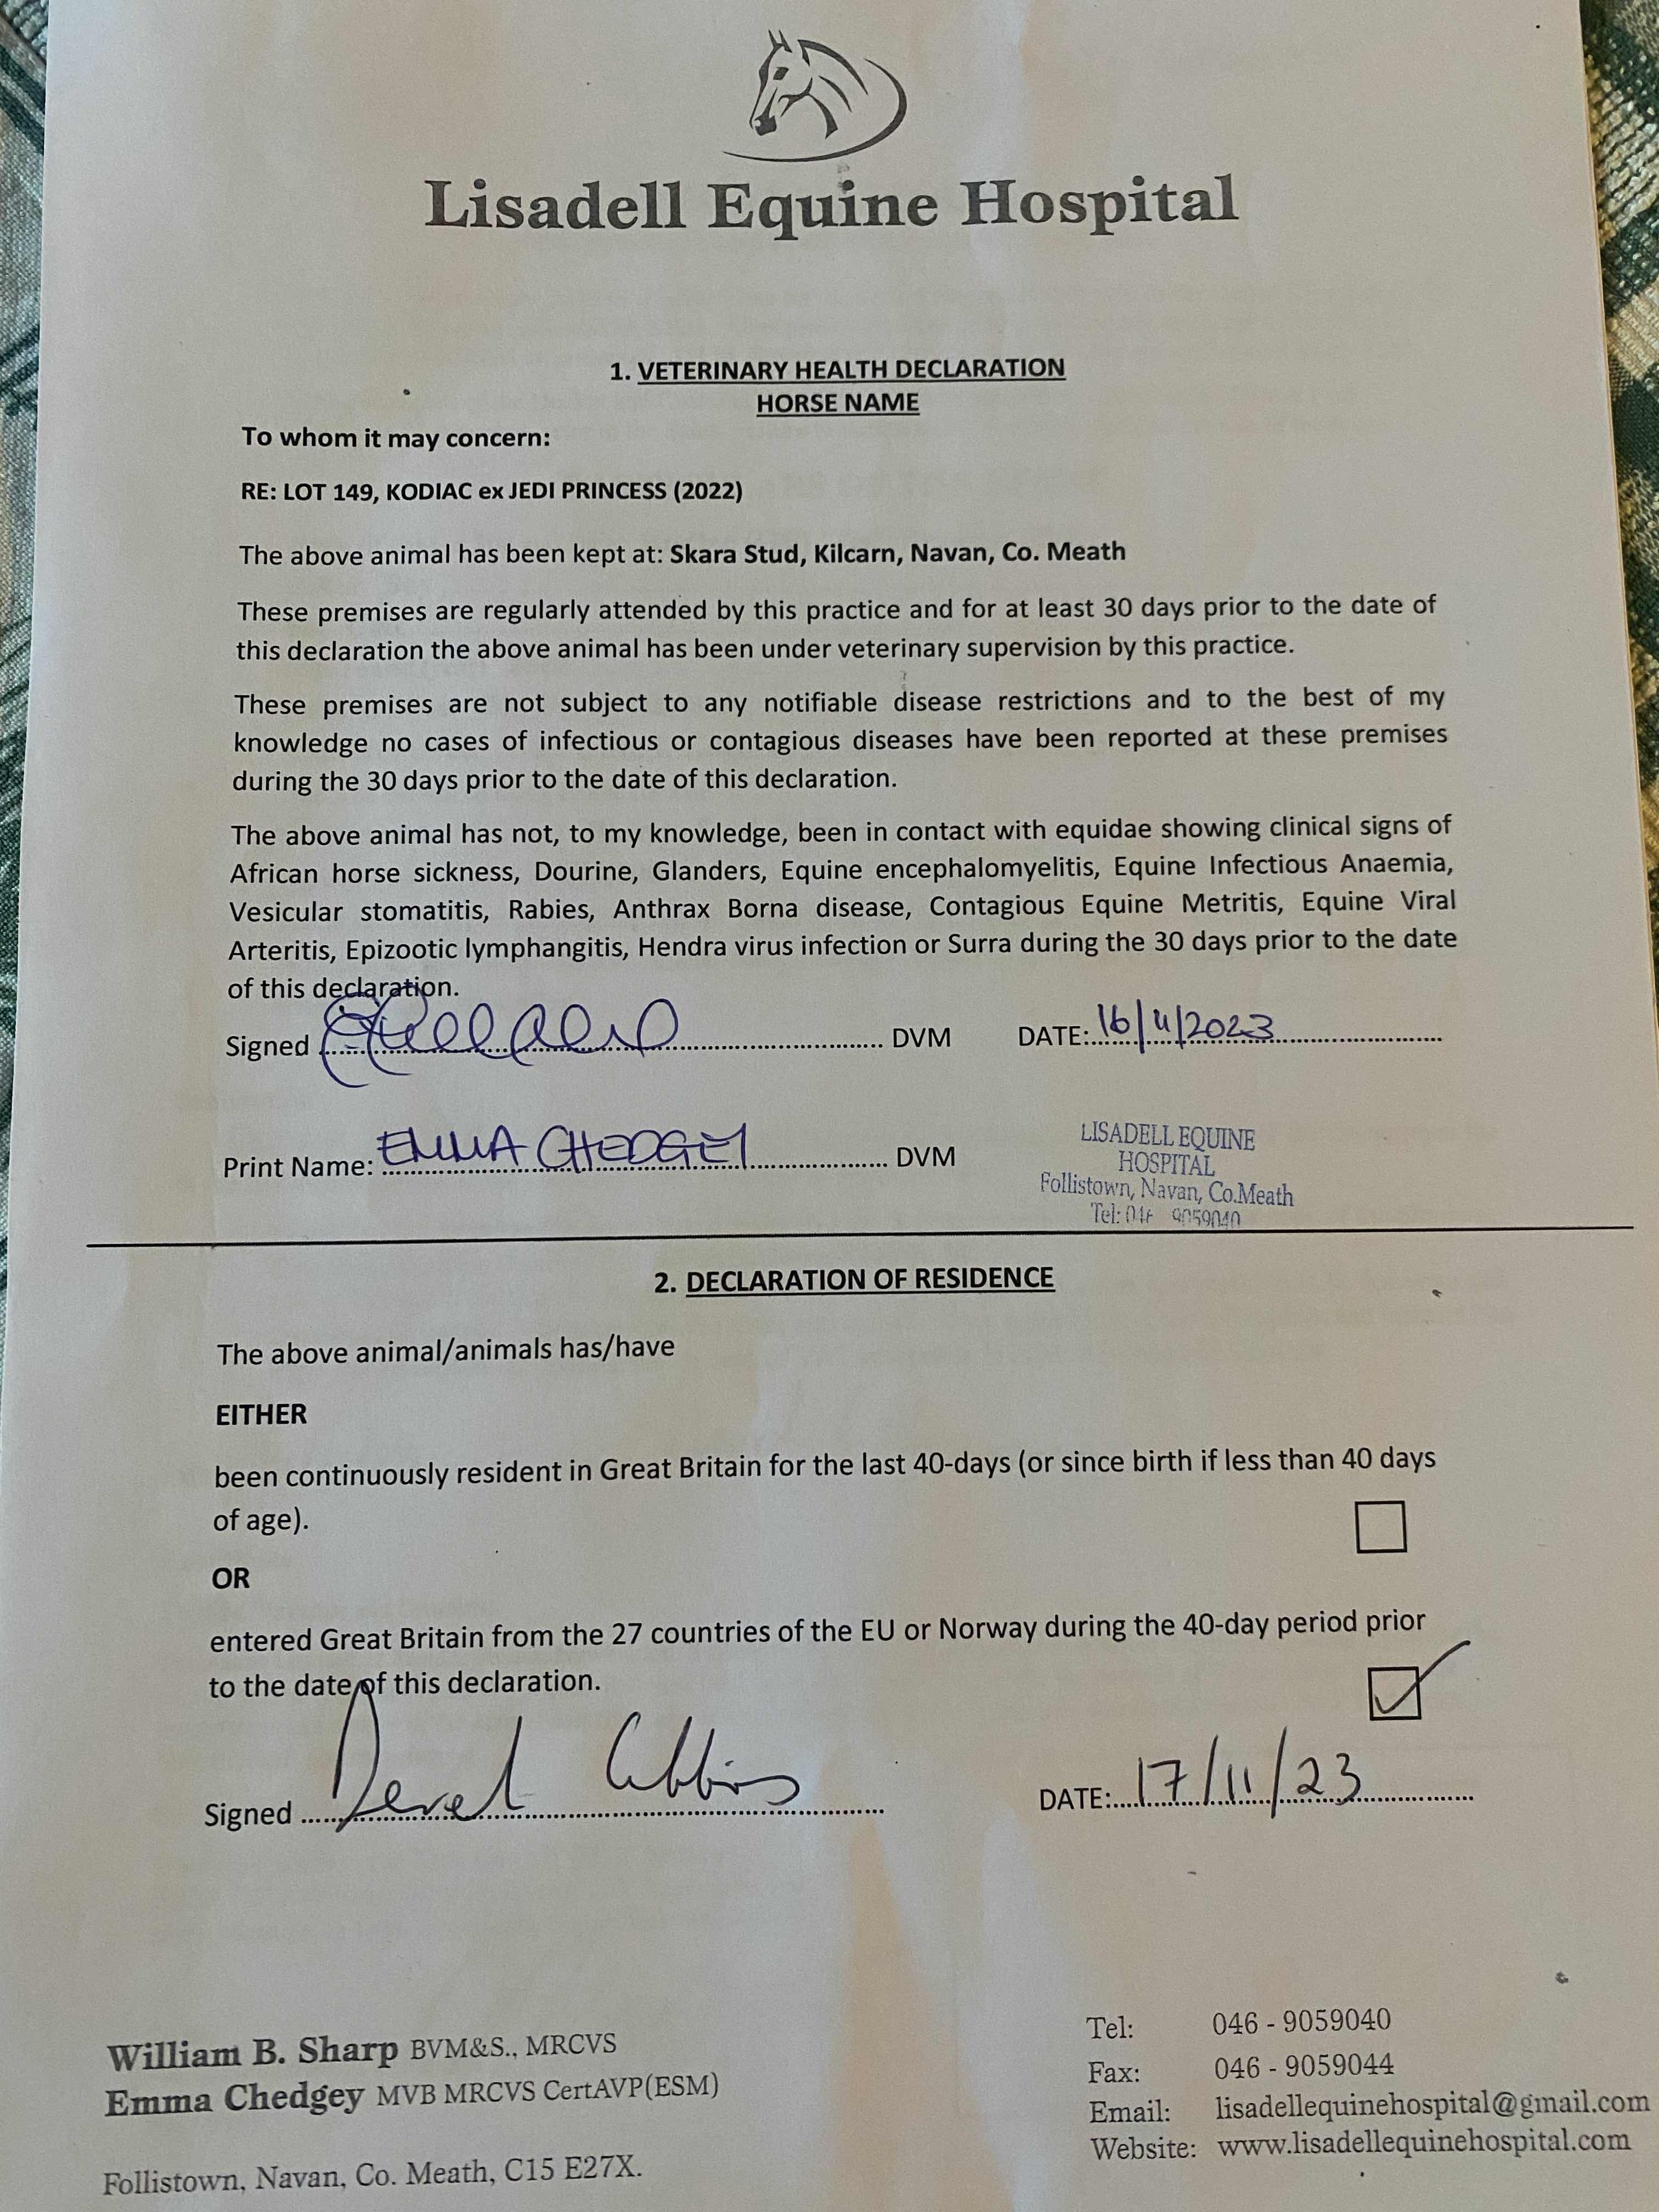 Lisadell Equine Hospital
1. VETERINARY HEALTH DECLARATION
HORSE NAME
To whom it may concern:
RE: LOT 149, KODIAC ex JEDI PRINCESS (2022)
The above animal has been kept at: Skara Stud, Kilcarn, Navan, Co. Meath
These premises are regularly attended by this practice and for at least 30 days prior to the date of
this declaration the above animal has been under veterinary supervision by this practice.
These premises are not subject to any notifiable disease restrictions and to the best of my
knowledge no cases of infectious or contagious diseases have been reported at these premises
during the 30 days prior to the date of this declaration.
The above animal has not, to my knowledge, been in contact with equidae showing clinical signs of
African horse sickness, Dourine, Glanders, Equine encephalomyelitis, Equine Infectious Anaemia,
Vesicular stomatitis, Rabies, Anthrax Borna disease, Contagious Equine Metritis, Equine Viral
Arteritis, Epizootic lymphangitis, Hendra virus infection or Surra during the 30 days prior to the date
of this declaration.
Signed DVM DATE: 16/11/2023
Print Name: EMMA CHEDGEY DVM
LISADELL EQUINE
HOSPITAL
Follistown, Navan, Co.Meath
Tel: 046 9059040
2. DECLARATION OF RESIDENCE
The above animal/animals has/have
EITHER
been continuously resident in Great Britain for the last 40-days (or since birth if less than 40 days
of age).
OR
entered Great Britain from the 27 countries of the EU or Norway during the 40-day period prior
to the date of this declaration.
Signed Derek DATE: 17/11/23
William B. Sharp BVM&S., MRCVS
Emma Chedgey MVB MRCVS CertAVP(ESM)
Follistown, Navan, Co. Meath, C15 E27X.
Tel: 046 - 9059040
Fax: 046 - 9059044
Email: lisadellequinehospital@gmail.com
Website: www.lisadellequinehospital.com